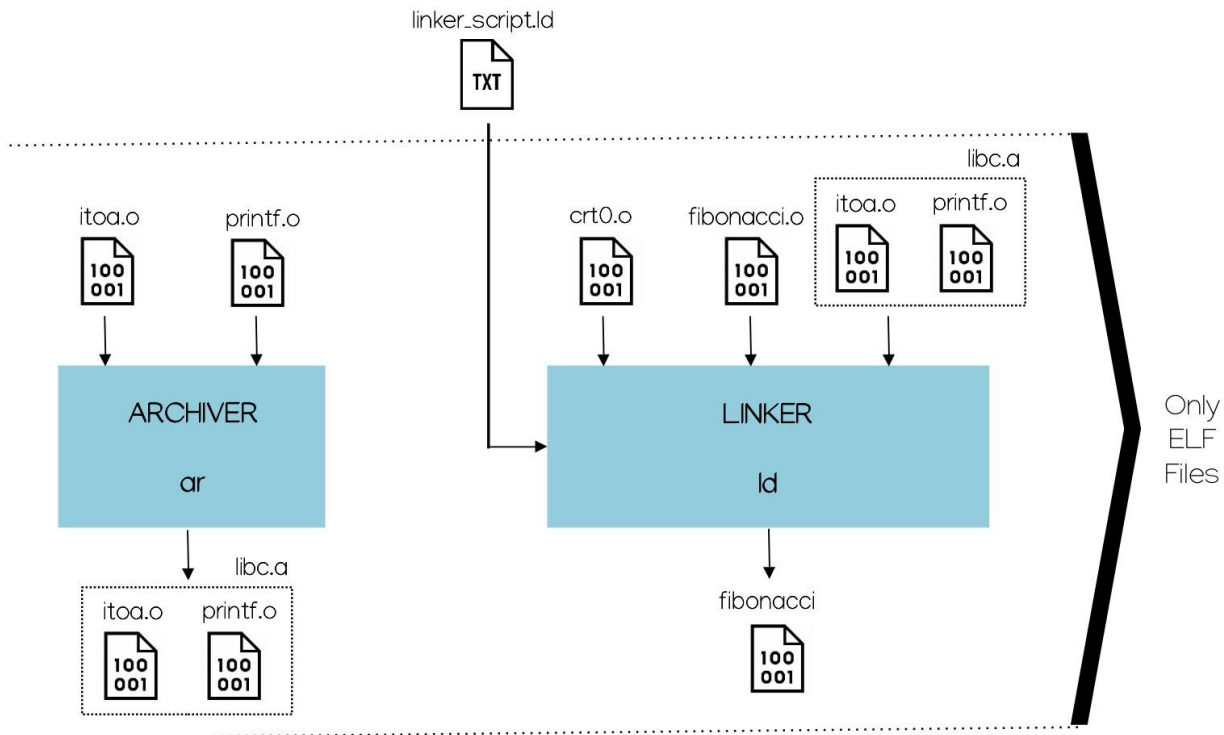 linker_script.ld
TXT
libc.a
itoa.o
printf.o
100
001
100
001
crt0.o
fibonacci.o
itoa.o
printf.o
100
001
100
001
100
001
100
001
ARCHIVER
ar
LINKER
ld
Only
ELF
Files
libc.a
itoa.o
printf.o
100
001
100
001
fibonacci
100
001